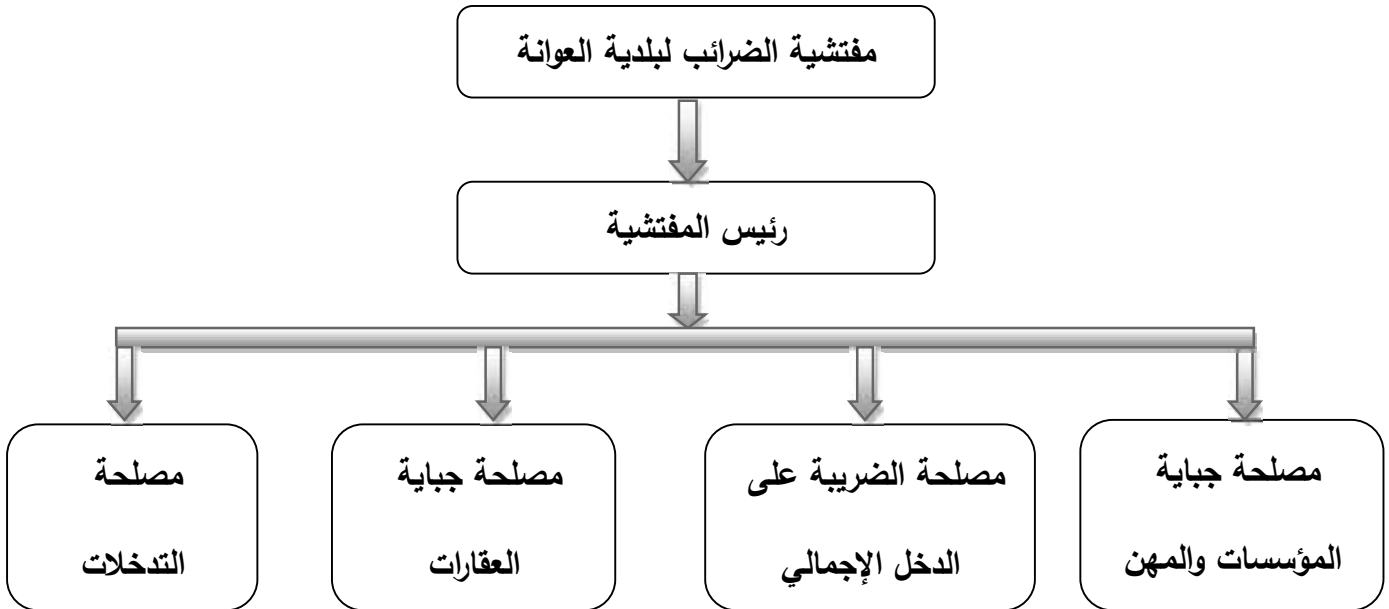 مفتشية الضرائب لبلدية العوانة
رئيس المفتشية
مصلحة جباية
المؤسسات والمهن
مصلحة الضريبة على
الدخل الإجمالي
مصلحة جباية
العقارات
مصلحة
التدخلات